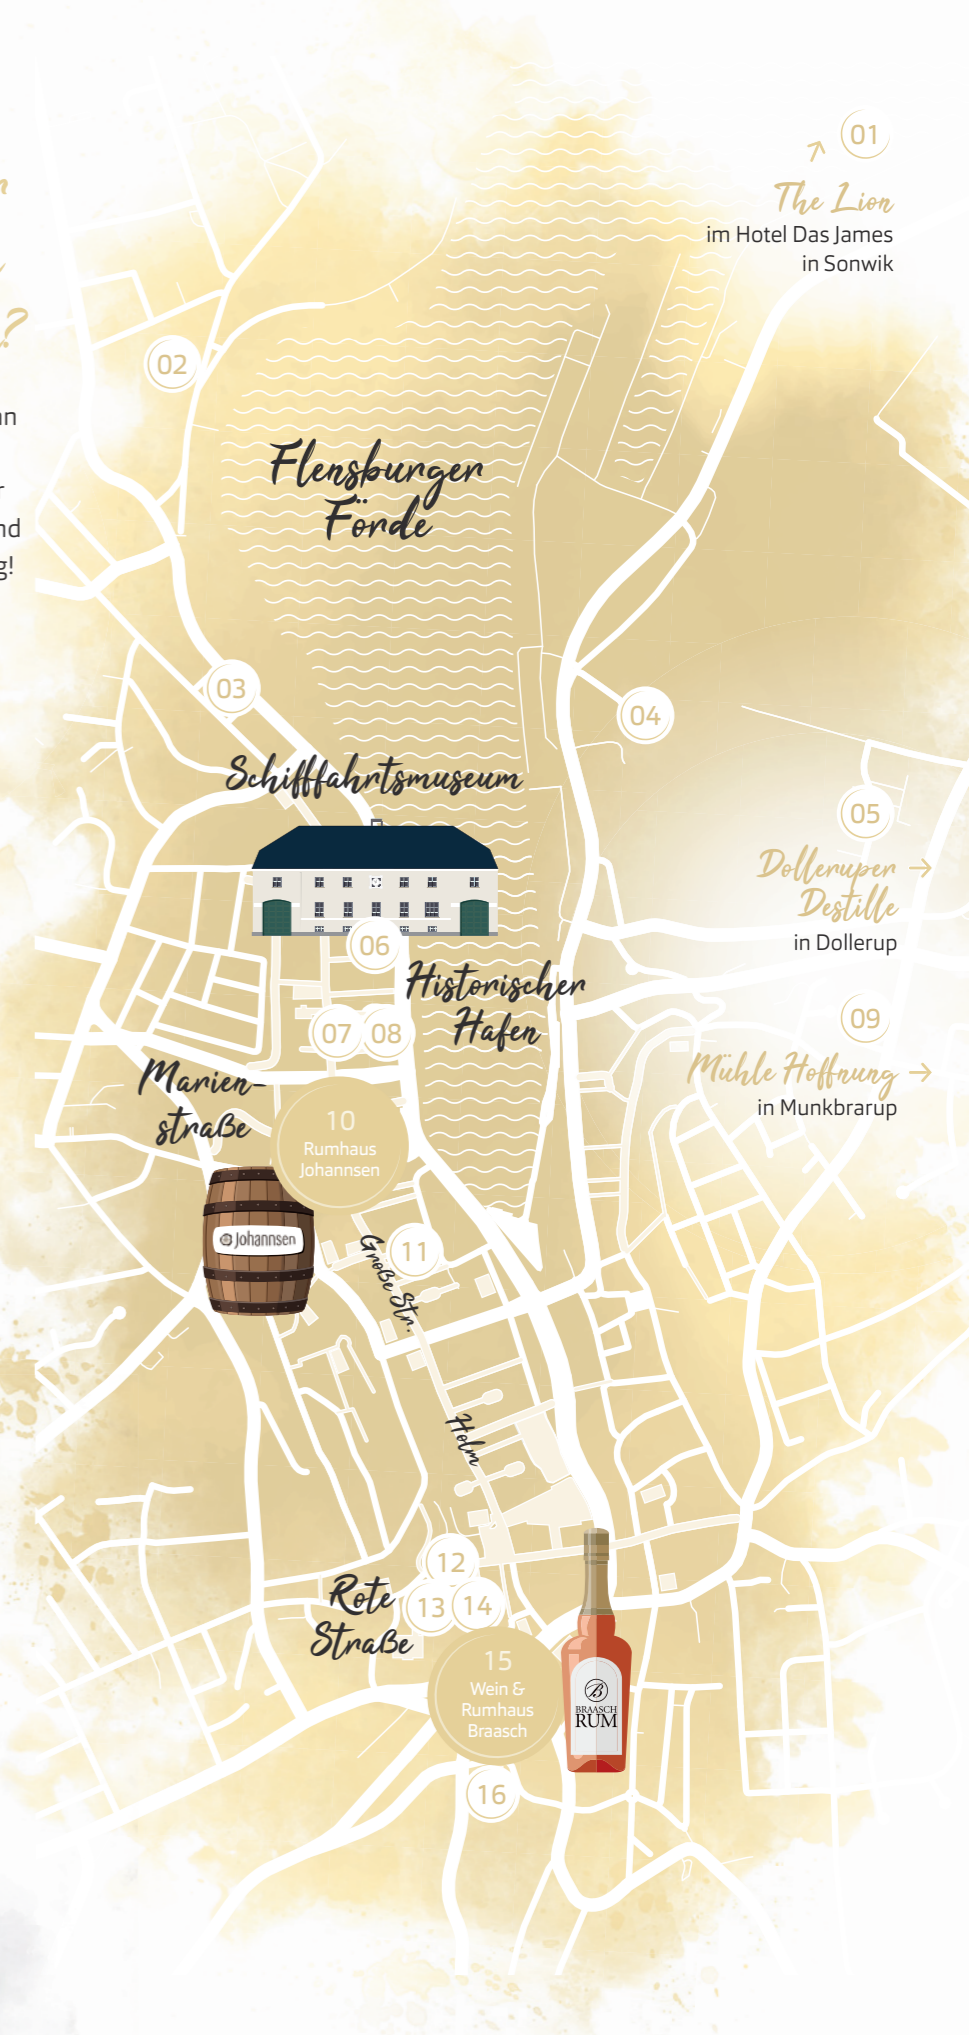 01
The Lion
im Hotel Das James
in Sonwik
?
02
g!
Flensburger
Förde
03
04
Schifffahrtsmuseum
05
Dolleruper
Destille
in Dollerup
06
Historischer
Hafen
07
08
09
Mühle Hoffnung
in Munkbrarup
Marien-
straße
10
Rumhaus
Johannsen
Johannsen
11
Große Str.
Holm
12
Rote
Straße
13
14
15
Wein &
Rumhaus
Braasch
B
BRAASCH
RUM
16